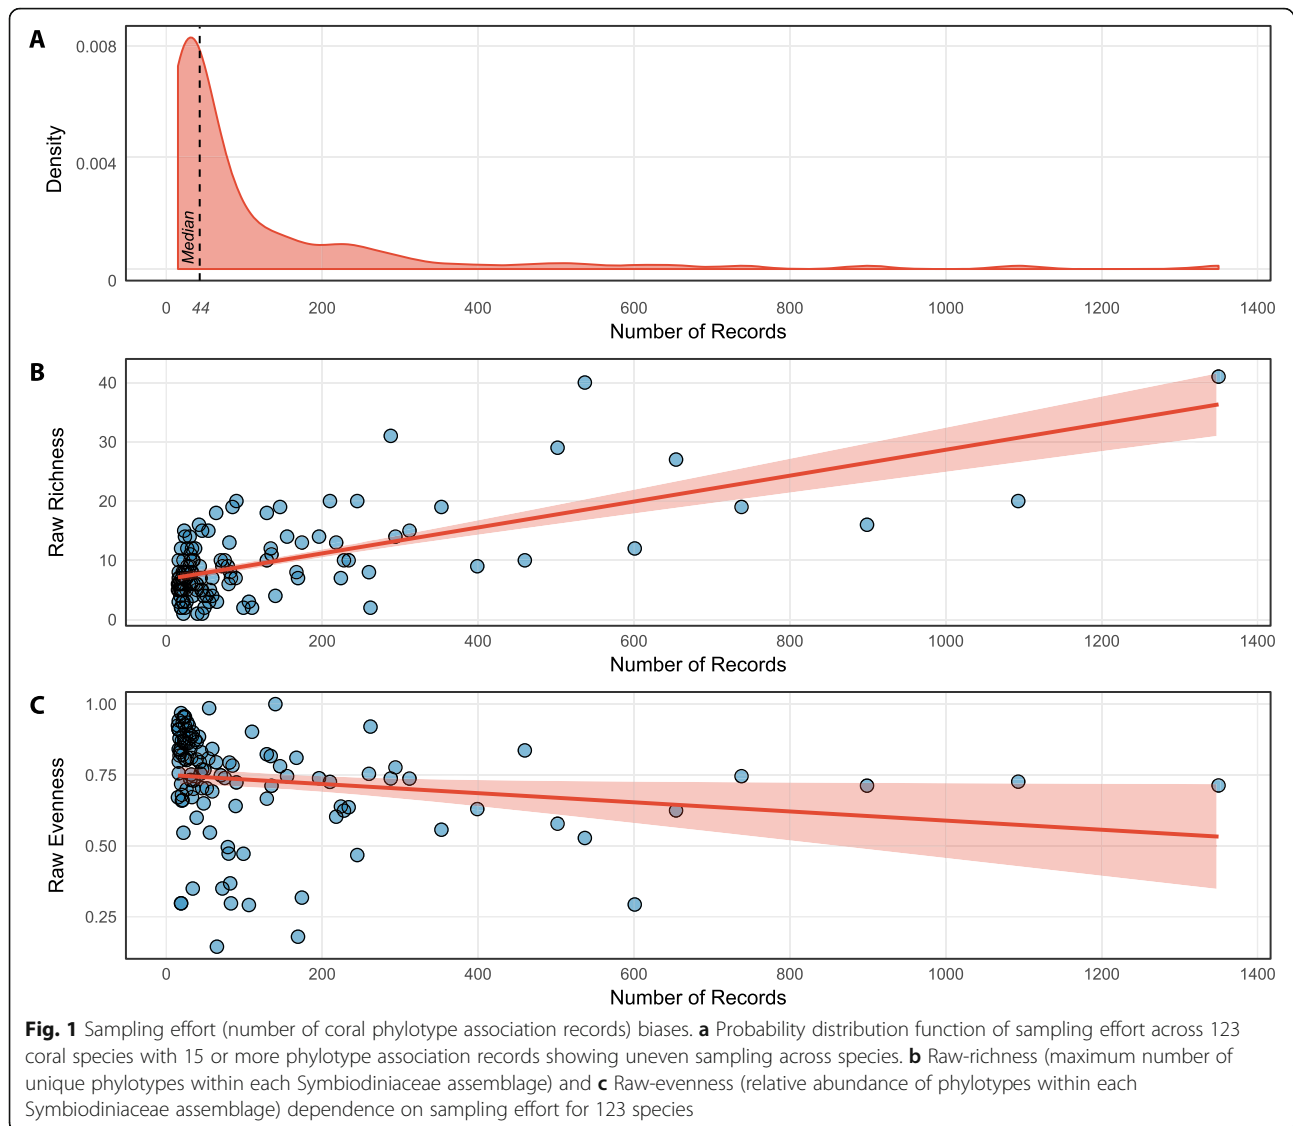 A
Density
0.008
0.004
0
Median
0 44 200 400 600 800 1000 1200 1400
Number of Records
B
Raw Richness
40
30
20
10
0
0 200 400 600 800 1000 1200 1400
Number of Records
C
Raw Evenness
1.00
0.75
0.50
0.25
0 200 400 600 800 1000 1200 1400
Number of Records
Fig. 1 Sampling effort (number of coral phylotype association records) biases. a Probability distribution function of sampling effort across 123
coral species with 15 or more phylotype association records showing uneven sampling across species. b Raw-richness (maximum number of
unique phylotypes within each Symbiodiniaceae assemblage) and c Raw-evenness (relative abundance of phylotypes within each
Symbiodiniaceae assemblage) dependence on sampling effort for 123 species